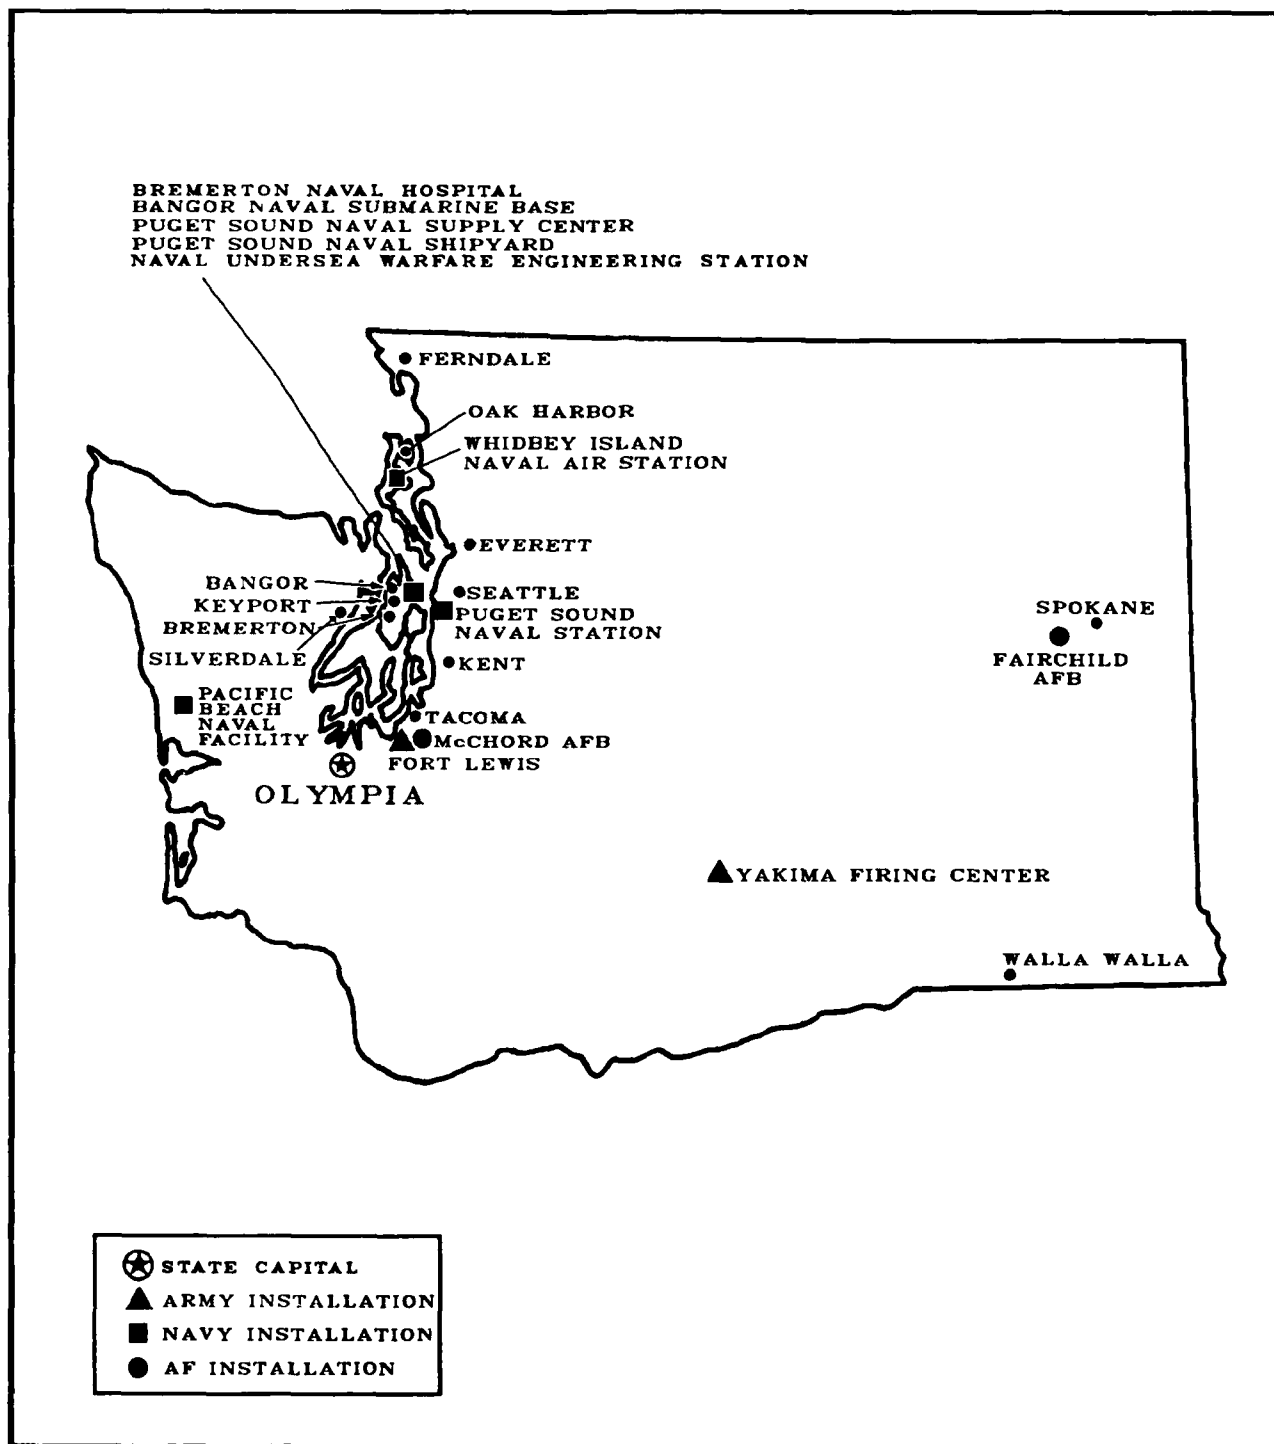 BREMERTON NAVAL HOSPITAL
BANGOR NAVAL SUBMARINE BASE
PUGET SOUND NAVAL SUPPLY CENTER
PUGET SOUND NAVAL SHIPYARD
NAVAL UNDERSEA WARFARE ENGINEERING STATION
FERNDALE
OAK HARBOR
WHIDBEY ISLAND
NAVAL AIR STATION
EVERETT
BANGOR
KEYPORT
BREMERTON
SILVERDALE
SEATTLE
PUGET SOUND
NAVAL STATION
KENT
SPOKANE
FAIRCHILD
AFB
PACIFIC
BEACH
NAVAL
FACILITY
TACOMA
McCHORD AFB
FORT LEWIS
OLYMPIA
YAKIMA FIRING CENTER
WALLA WALLA
STATE CAPITAL
ARMY INSTALLATION
NAVY INSTALLATION
AF INSTALLATION